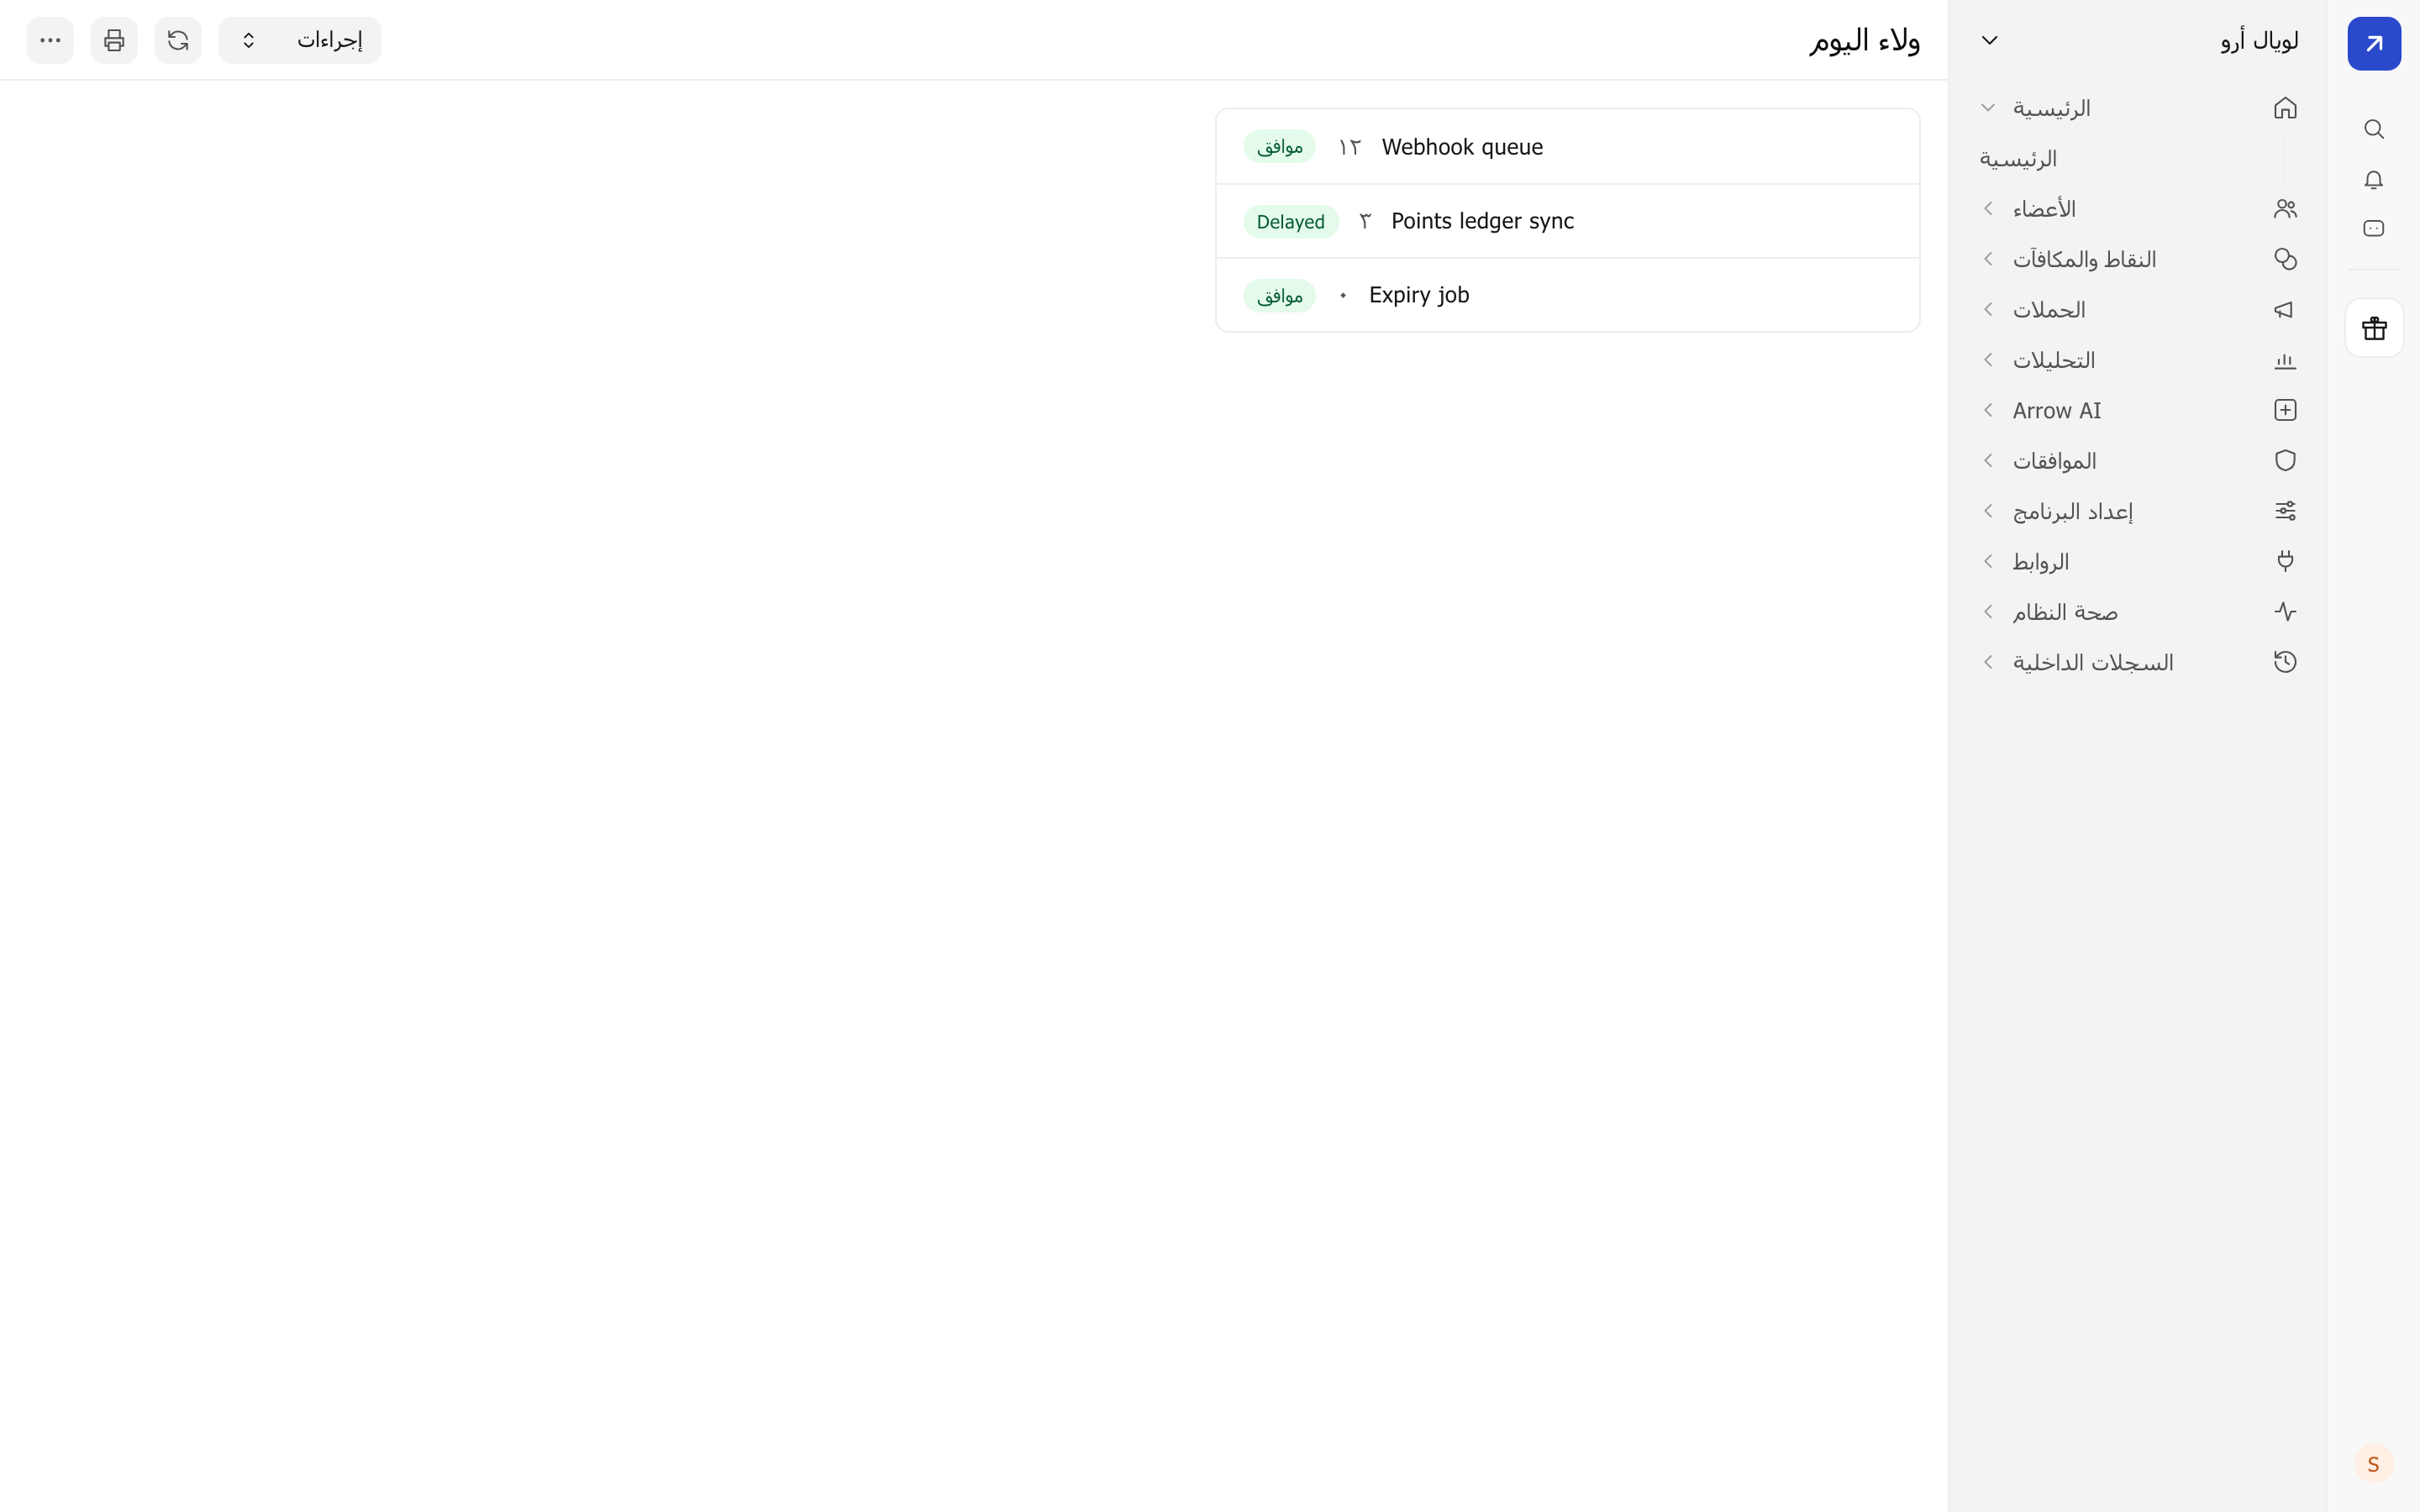 لويال أرو
الرئيسية
الرئيسية
الأعضاء
النقاط والمكافآت
الحملات
التحليلات
Arrow AI
الموافقات
إعداد البرنامج
الروابط
صحة النظام
السجلات الداخلية
S
ولاء اليوم
إجراءات
Webhook queue ١٢ موافق
Points ledger sync ٣ Delayed
Expiry job ٠ موافق